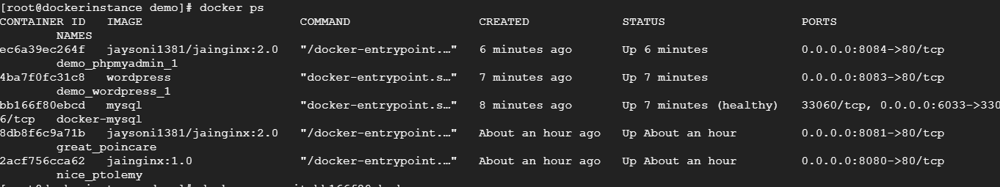 [root@dockerinstance demo]# docker ps
CONTAINER ID   IMAGE                   COMMAND                  CREATED             STATUS                   PORTS
       NAMES
ec6a39ec264f   jaysoni1381/jainginx:2.0   "/docker-entrypoint.…"   6 minutes ago       Up 6 minutes             0.0.0.0:8084->80/tcp
       demo_phpmyadmin_1
4ba7f0fc31c8   wordpress                  "docker-entrypoint.s…"   7 minutes ago       Up 7 minutes             0.0.0.0:8083->80/tcp
       demo_wordpress_1
bb166f80ebcd   mysql                      "docker-entrypoint.s…"   8 minutes ago       Up 7 minutes (healthy)   33060/tcp, 0.0.0.0:6033->330
6/tcp   docker-mysql
8db8f6c9a71b   jaysoni1381/jainginx:2.0   "/docker-entrypoint.…"   About an hour ago   Up About an hour         0.0.0.0:8081->80/tcp
       great_poincare
2acf756cca62   jainginx:1.0               "/docker-entrypoint.…"   About an hour ago   Up About an hour         0.0.0.0:8080->80/tcp
       nice_ptolemy